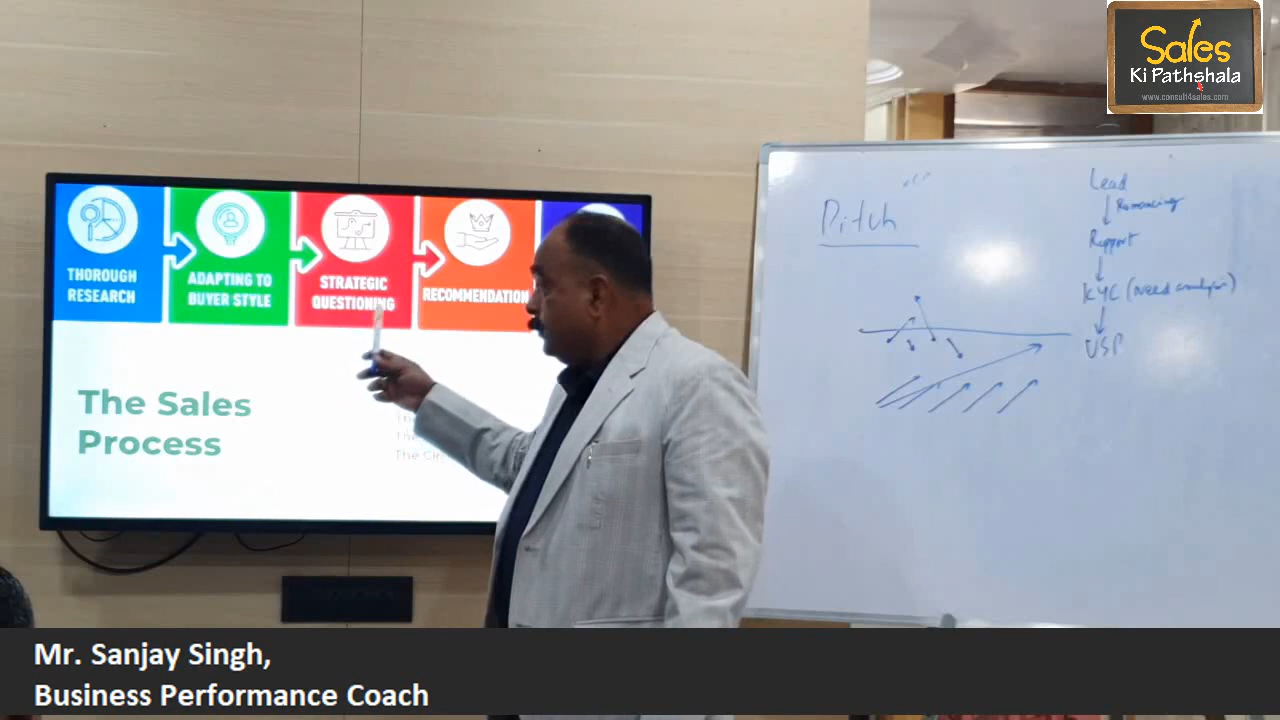 Sales
Ki Pathshala
www.consult4sales.com
THOROUGH
RESEARCH
ADAPTING TO
BUYER STYLE
STRATEGIC
QUESTIONING
RECOMMENDATION
The Sales
Process
Pitch
Lead
Romancing
Rapport
KYC (Need analysis)
USP
Mr. Sanjay Singh,
Business Performance Coach